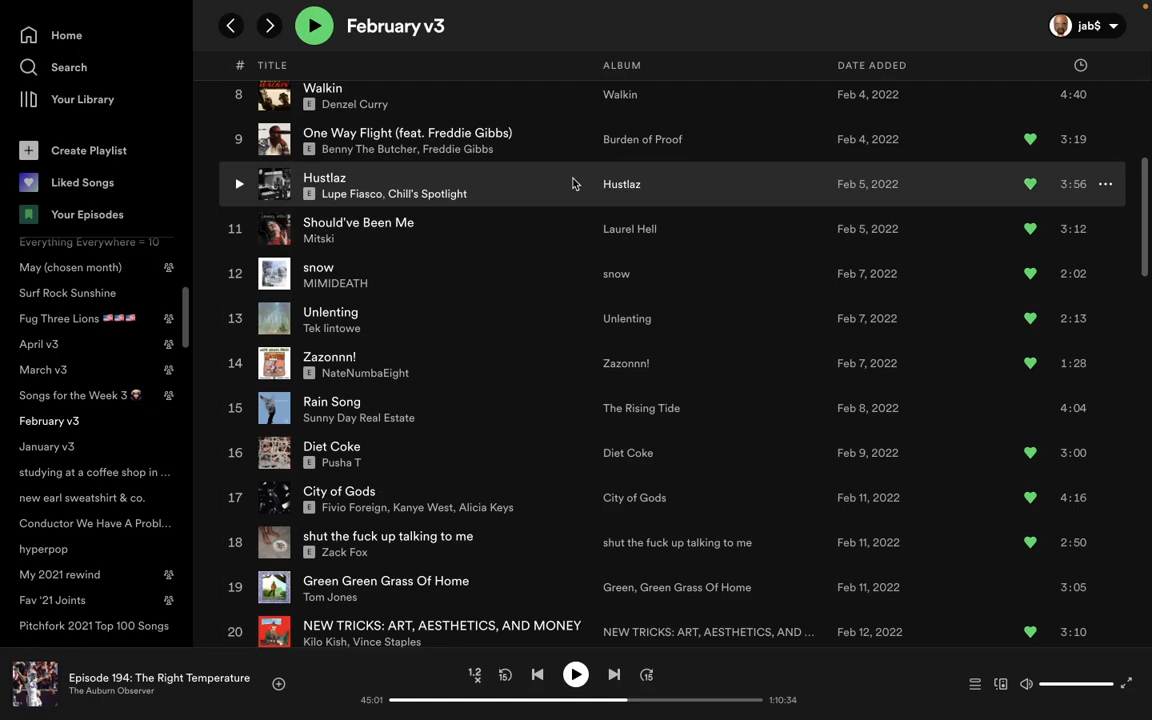 Home
Search
Your Library
Create Playlist
Liked Songs
Your Episodes
Everything Everywhere = 10
May (chosen month)
Surf Rock Sunshine
Fug Three Lions 🇺🇸🇺🇸🇺🇸
April v3
March v3
Songs for the Week 3
February v3
January v3
studying at a coffee shop in ...
new earl sweatshirt & co.
Conductor We Have A Probl...
hyperpop
My 2021 rewind
Fav '21 Joints
Pitchfork 2021 Top 100 Songs
February v3
jab$
# TITLE ALBUM DATE ADDED
8 Walkin Walkin Feb 4, 2022 4:40
E Denzel Curry
9 One Way Flight (feat. Freddie Gibbs) Burden of Proof Feb 4, 2022 3:19
E Benny The Butcher, Freddie Gibbs
Hustlaz Hustlaz Feb 5, 2022 3:56 ...
E Lupe Fiasco, Chill's Spotlight
11 Should've Been Me Laurel Hell Feb 5, 2022 3:12
Mitski
12 snow snow Feb 7, 2022 2:02
MIMIDEATH
13 Unlenting Unlenting Feb 7, 2022 2:13
Tek lintowe
14 Zazonnn! Zazonnn! Feb 7, 2022 1:28
E NateNumbaEight
15 Rain Song The Rising Tide Feb 8, 2022 4:04
Sunny Day Real Estate
16 Diet Coke Diet Coke Feb 9, 2022 3:00
E Pusha T
17 City of Gods City of Gods Feb 11, 2022 4:16
E Fivio Foreign, Kanye West, Alicia Keys
18 shut the fuck up talking to me shut the fuck up talking to me Feb 11, 2022 2:50
E Zack Fox
19 Green Green Grass Of Home Green, Green Grass Of Home Feb 11, 2022 3:05
Tom Jones
20 NEW TRICKS: ART, AESTHETICS, AND MONEY NEW TRICKS: ART, AESTHETICS, AND ... Feb 12, 2022 3:10
Kilo Kish, Vince Staples
Episode 194: The Right Temperature
The Auburn Observer
1.2x 15 15
45:01 1:10:34